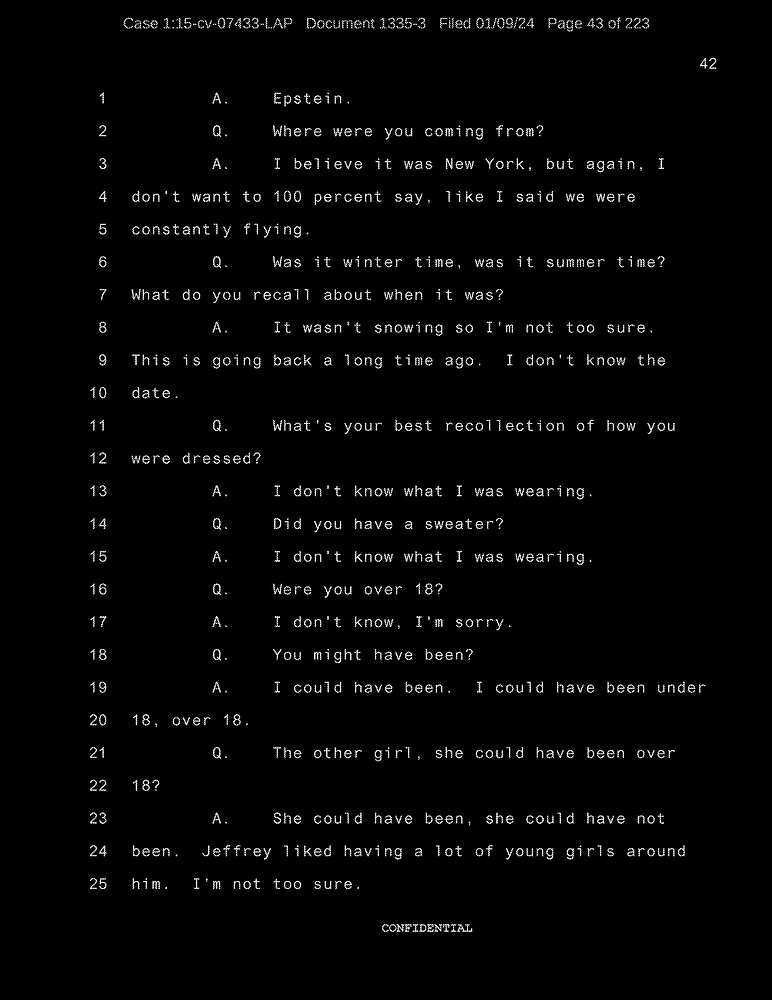 Case 1:15-cv-07433-LAP Document 1335-3 Filed 01/09/24 Page 43 of 223
42
1 A. Epstein.
2 Q. Where were you coming from?
3 A. I believe it was New York, but again, I
4 don't want to 100 percent say, like I said we were
5 constantly flying.
6 Q. Was it winter time, was it summer time?
7 What do you recall about when it was?
8 A. It wasn't snowing so I'm not too sure.
9 This is going back a long time ago. I don't know the
10 date.
11 Q. What's your best recollection of how you
12 were dressed?
13 A. I don't know what I was wearing.
14 Q. Did you have a sweater?
15 A. I don't know what I was wearing.
16 Q. Were you over 18?
17 A. I don't know, I'm sorry.
18 Q. You might have been?
19 A. I could have been. I could have been under
20 18, over 18.
21 Q. The other girl, she could have been over
22 18?
23 A. She could have been, she could have not
24 been. Jeffrey liked having a lot of young girls around
25 him. I'm not too sure.
CONFIDENTIAL